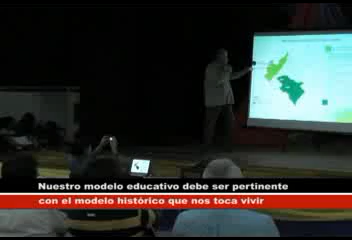 Nuestro modelo educativo debe ser pertinente
con el modelo histórico que nos toca vivir